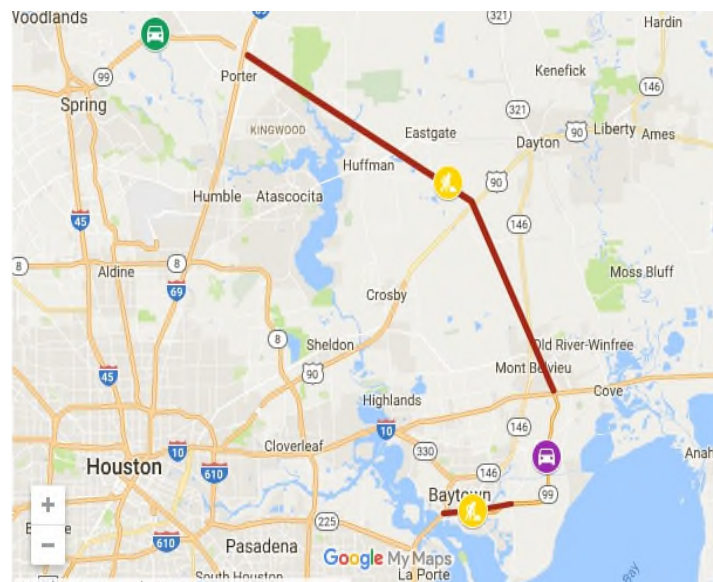 Woodlands
69
Hardin
321
Kenefick
146
99
Porter
Spring
KINGWOOD
Eastgate
321
90
Liberty
Ames
Dayton
Huffman
90
Humble
Atascocita
45
146
8
8
Aldine
69
Moss Bluff
Crosby
8
Sheldon
Old River-Winfree
90
Mont Belvieu
45
Cove
Highlands
10
146
10
Cloverleaf
330
Houston
610
146
Baytown
99
225
610
Pasadena
Google My Maps
La Porte
South Houston
+
−